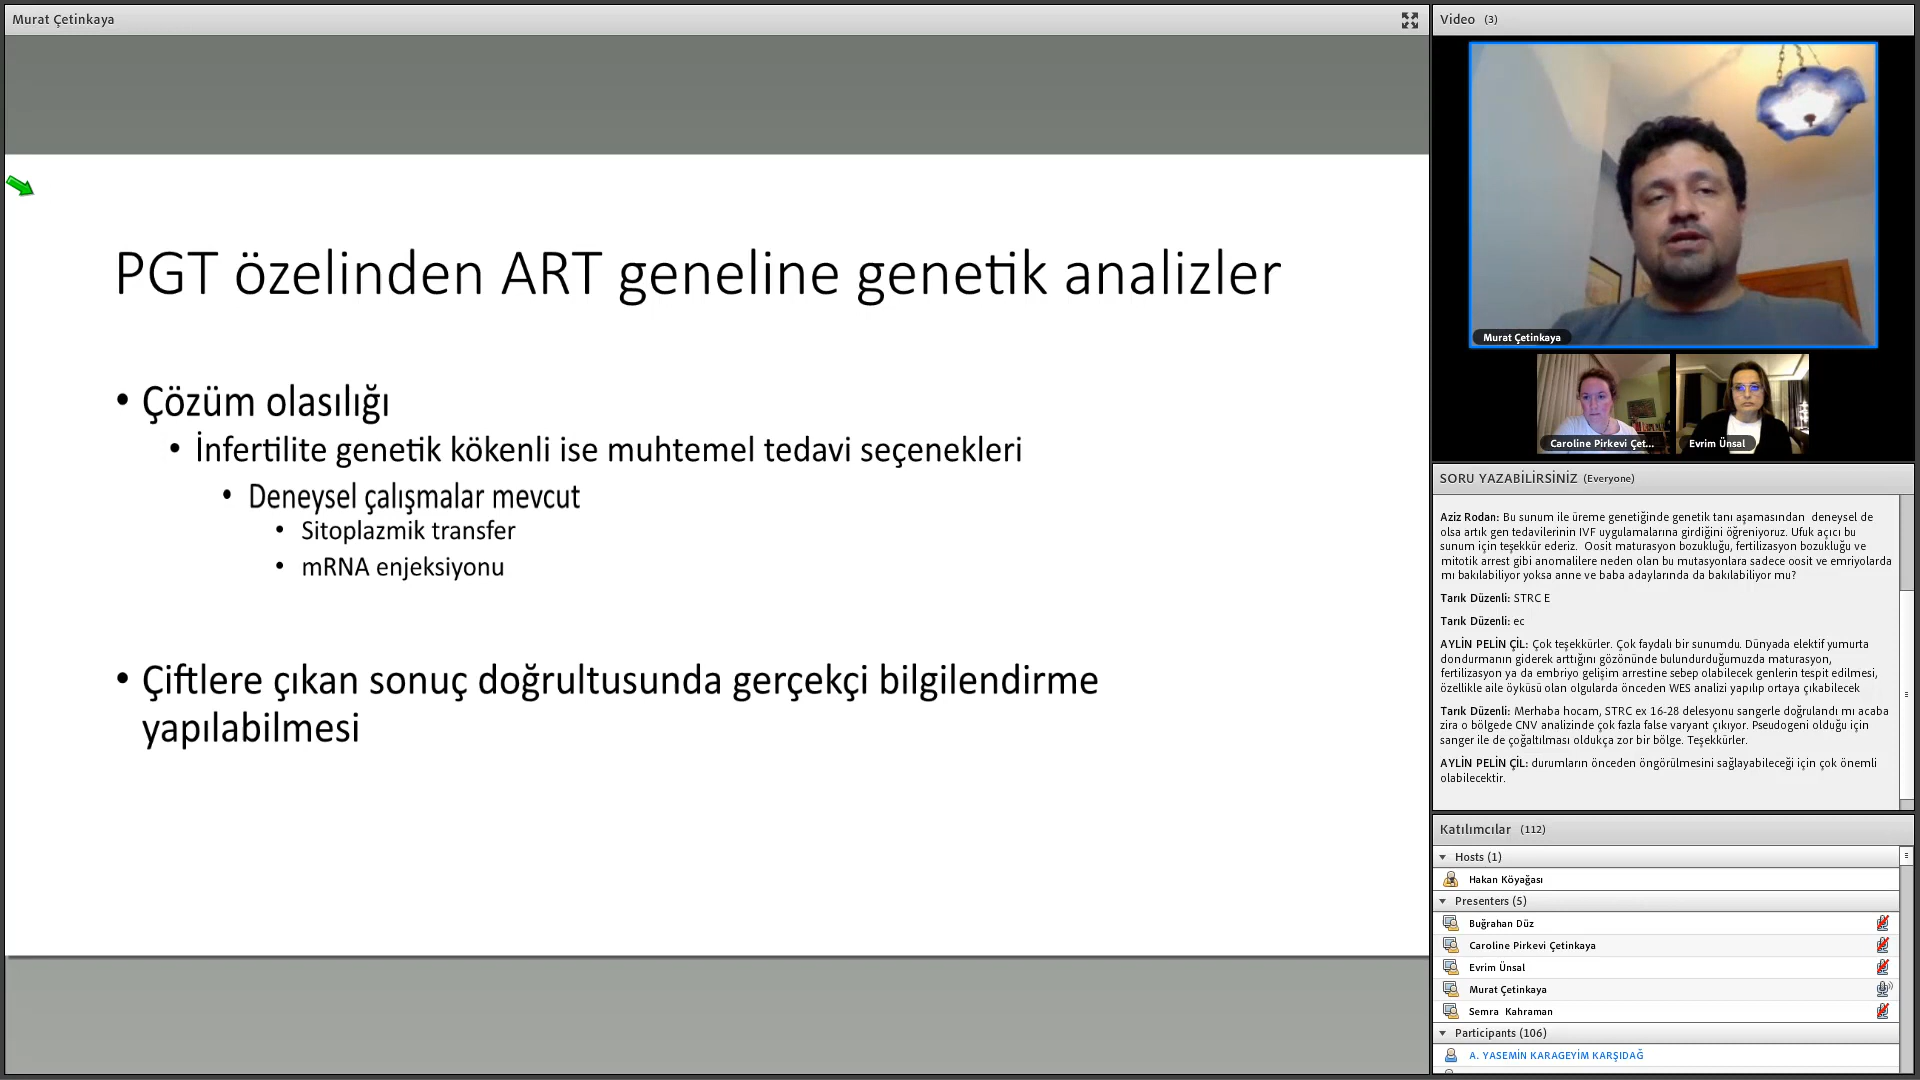 Murat Çetinkaya
PGT özelinden ART geneline genetik analizler
• Çözüm olasılığı
• İnfertilite genetik kökenli ise muhtemel tedavi seçenekleri
• Deneysel çalışmalar mevcut
• Sitoplazmik transfer
• mRNA enjeksiyonu
• Çiftlere çıkan sonuç doğrultusunda gerçekçi bilgilendirme
yapılabilmesi
Video (3)
Murat Çetinkaya
Caroline Pirkevi Çet...
Evrim Ünsal
SORU YAZABİLİRSİNİZ (Everyone)
Aziz Rodan: Bu sunum ile üreme genetiğinde genetik tanı aşamasından deneysel de
olsa artık gen tedavilerinin IVF uygulamalarına girdiğini öğreniyoruz. Ufuk açıcı bu
sunum için teşekkür ederiz. Oosit maturasyon bozukluğu, fertilizasyon bozukluğu ve
mitotik arrest gibi anomalilere neden olan bu mutasyonlara sadece oosit ve emriyolarda
mı bakılabiliyor yoksa anne ve baba adaylarında da bakılabiliyor mu?
Tarık Düzenli: STRC E
Tarık Düzenli: ec
AYLİN PELİN ÇİL: Çok teşekkürler. Çok faydalı bir sunumdu. Dünyada elektif yumurta
dondurmanın giderek arttığını gözönünde bulundurduğumuzda maturasyon,
fertilizasyon ya da embriyo gelişim arrestine sebep olabilecek genlerin tespit edilmesi,
özellikle aile öyküsü olan olgularda önceden WES analizi yapılıp ortaya çıkabilecek
Tarık Düzenli: Merhaba hocam, STRC ex 16-28 delesyonu sangerle doğrulandı mı acaba
zira o bölgede CNV analizinde çok fazla false varyant çıkıyor. Pseudogeni olduğu için
sanger ile de çoğaltılması oldukça zor bir bölge. Teşekkürler.
AYLİN PELİN ÇİL: durumların önceden öngörülmesini sağlayabileceği için çok önemli
olabilecektir.
Katılımcılar (112)
Hosts (1)
Hakan Köyağası
Presenters (5)
Buğrahan Düz
Caroline Pirkevi Çetinkaya
Evrim Ünsal
Murat Çetinkaya
Semra Kahraman
Participants (106)
A. YASEMİN KARAGEYİM KARŞIDAĞ